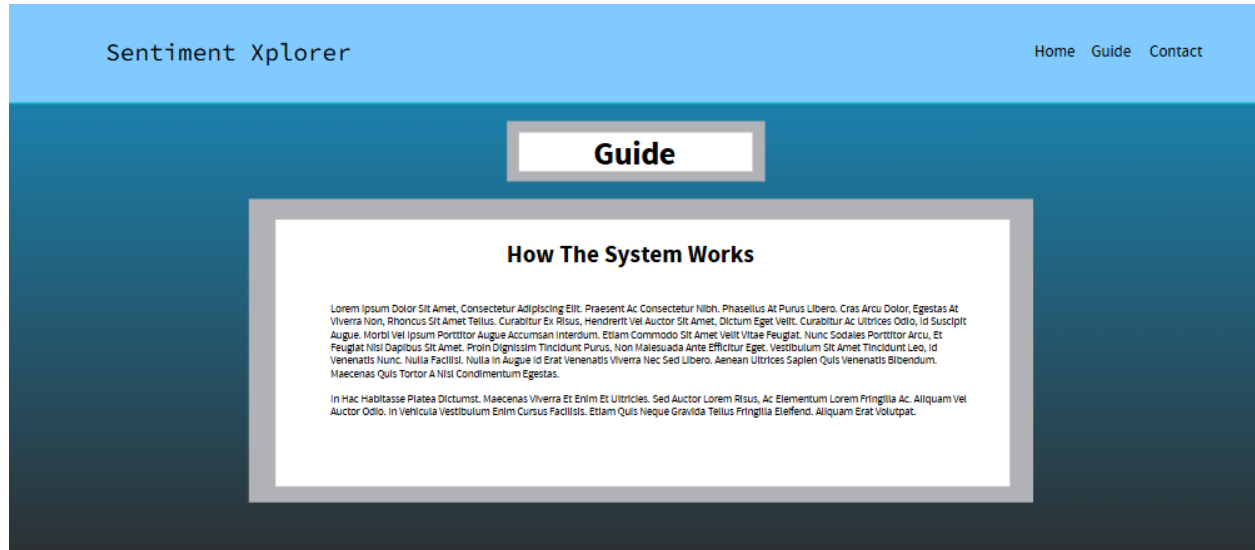 Sentiment Xplorer
Home Guide Contact
Guide
How The System Works
Lorem Ipsum Dolor Sit Amet, Consectetur Adipiscing Elit. Praesent Ac Consectetur Nibh. Phasellus At Purus Libero. Cras Arcu Dolor, Egestas At
Viverra Non, Rhoncus Sit Amet Tellus. Curabitur Ex Risus, Hendrerit Vel Auctor Sit Amet, Dictum Eget Velit. Curabitur Ac Ultrices Odio, Id Suscipit
Augue. Morbi Vel Ipsum Porttitor Augue Accumsan Interdum. Etiam Commodo Sit Amet Velit Vitae Feugiat. Nunc Sodales Porttitor Arcu, Et
Feugiat Nisl Dapibus Sit Amet. Proin Dignissim Tincidunt Purus, Non Malesuada Ante Efficitur Eget. Vestibulum Sit Amet Tincidunt Leo, Id
Venenatis Nunc. Nulla Facilisi. Nulla In Augue Id Erat Venenatis Viverra Nec Sed Libero. Aenean Ultrices Sapien Quis Venenatis Bibendum.
Maecenas Quis Tortor A Nisl Condimentum Egestas.
In Hac Habitasse Platea Dictumst. Maecenas Viverra Et Enim Et Ultricies. Sed Auctor Lorem Risus, Ac Elementum Lorem Fringilla Ac. Aliquam Vel
Auctor Odio. In Vehicula Vestibulum Enim Cursus Facilisis. Etiam Quis Neque Gravida Tellus Fringilla Eleifend. Aliquam Erat Volutpat.